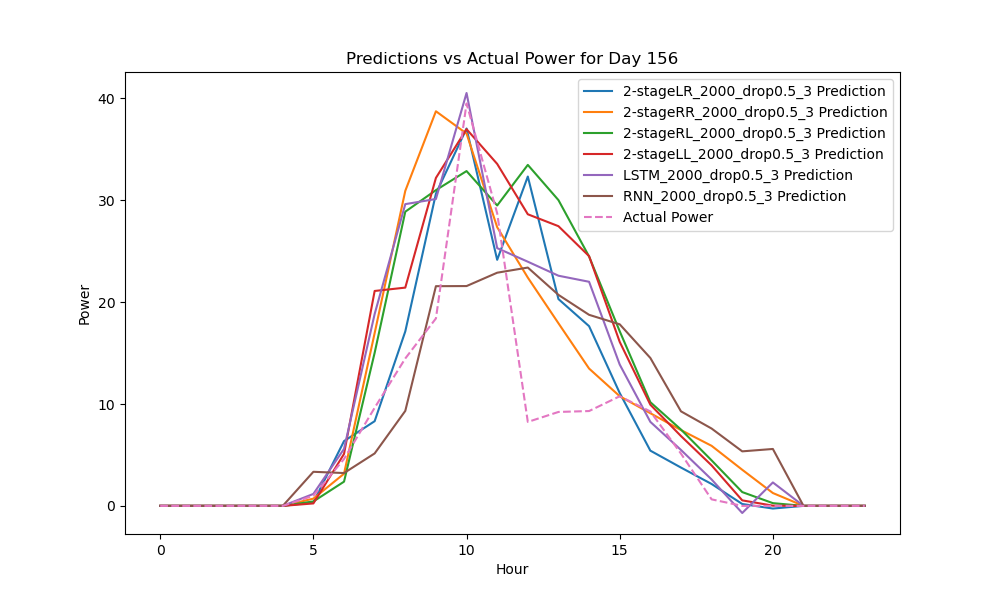 Predictions vs Actual Power for Day 156
2-stageLR_2000_drop0.5_3 Prediction
2-stageRR_2000_drop0.5_3 Prediction
2-stageRL_2000_drop0.5_3 Prediction
2-stageLL_2000_drop0.5_3 Prediction
LSTM_2000_drop0.5_3 Prediction
RNN_2000_drop0.5_3 Prediction
Actual Power
40
30
20
10
0
Power
0 5 10 15 20
Hour